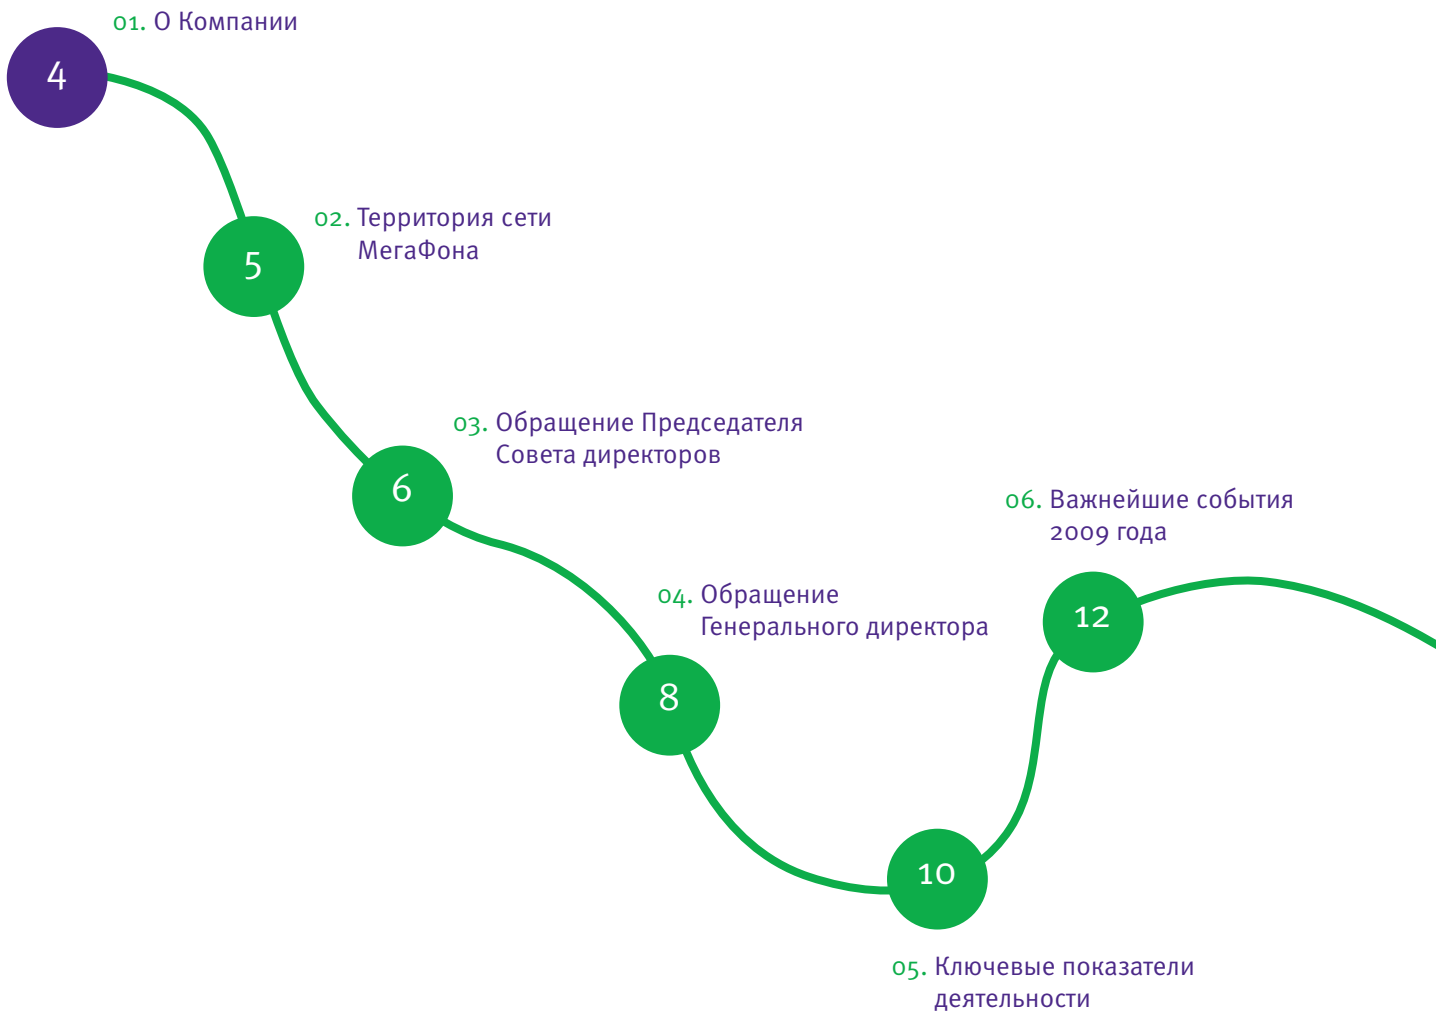 01. О Компании
4
02. Территория сети
МегаФона
5
03. Обращение Председателя
Совета директоров
6
04. Обращение
Генерального директора
8
06. Важнейшие события
2009 года
12
10
05. Ключевые показатели
деятельности